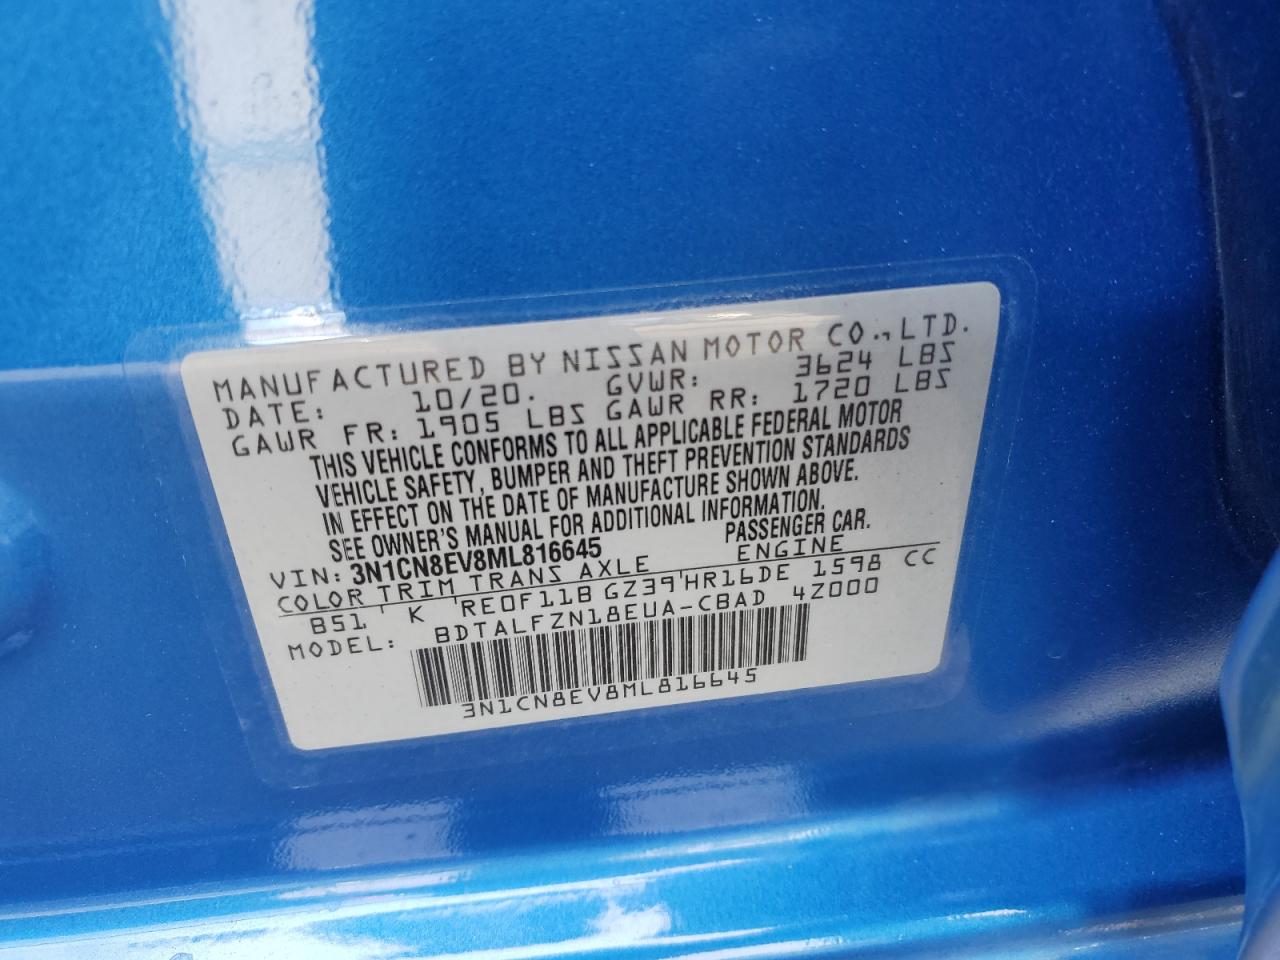 MANUFACTURED BY NISSAN MOTOR CO., LTD.
DATE: 10/20. GVWR: 3624 LBS
GAWR FR: 1905 LBS GAWR RR: 1720 LBS
THIS VEHICLE CONFORMS TO ALL APPLICABLE FEDERAL MOTOR
VEHICLE SAFETY, BUMPER AND THEFT PREVENTION STANDARDS
IN EFFECT ON THE DATE OF MANUFACTURE SHOWN ABOVE.
SEE OWNER'S MANUAL FOR ADDITIONAL INFORMATION.
VIN: 3N1CN8EV8ML816645 PASSENGER CAR.
COLOR TRIM TRANS AXLE ENGINE
B51 K RE0F11B GZ39 HR16DE 1598 CC
MODEL: BDTALFZN18EUA-CBAD 4Z000
3N1CN8EV8ML816645